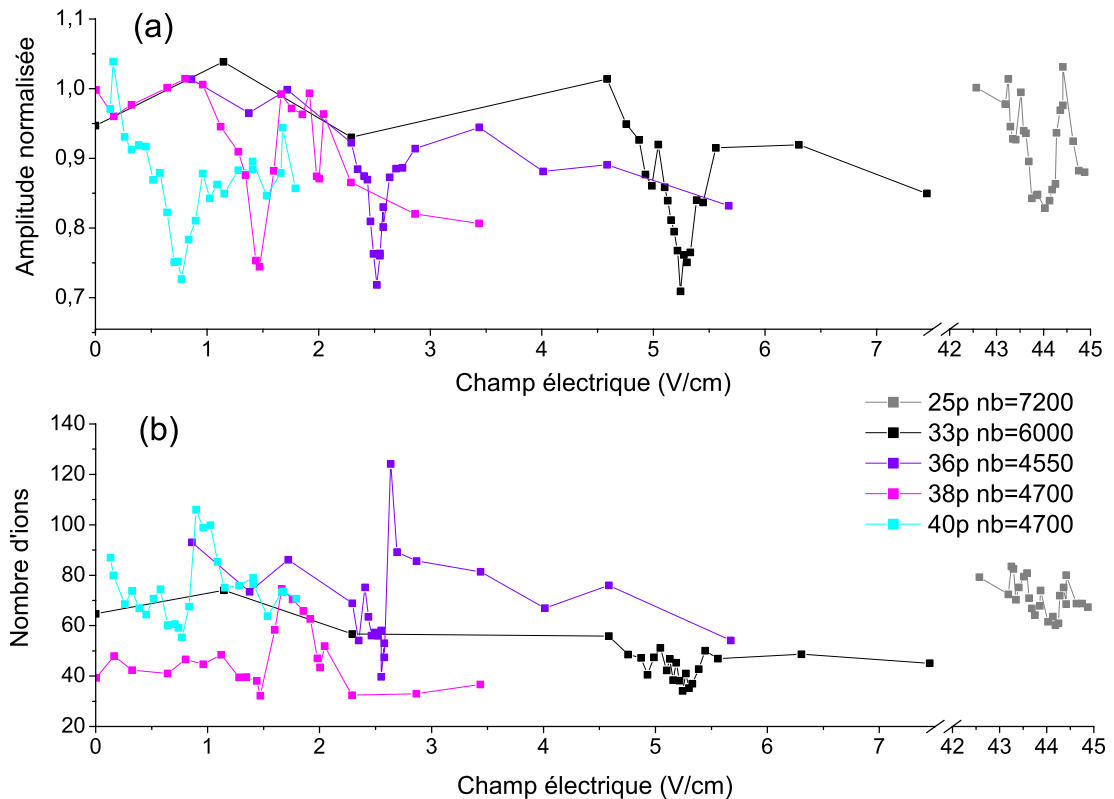 (a)
Amplitude normalisée
1,1
1,0
0,9
0,8
0,7
0 1 2 3 4 5 6 7 42 43 44 45
Champ électrique (V/cm)
(b)
Nombre d'ions
140
120
100
80
60
40
20
25p nb=7200
33p nb=6000
36p nb=4550
38p nb=4700
40p nb=4700
0 1 2 3 4 5 6 7 42 43 44 45
Champ électrique (V/cm)